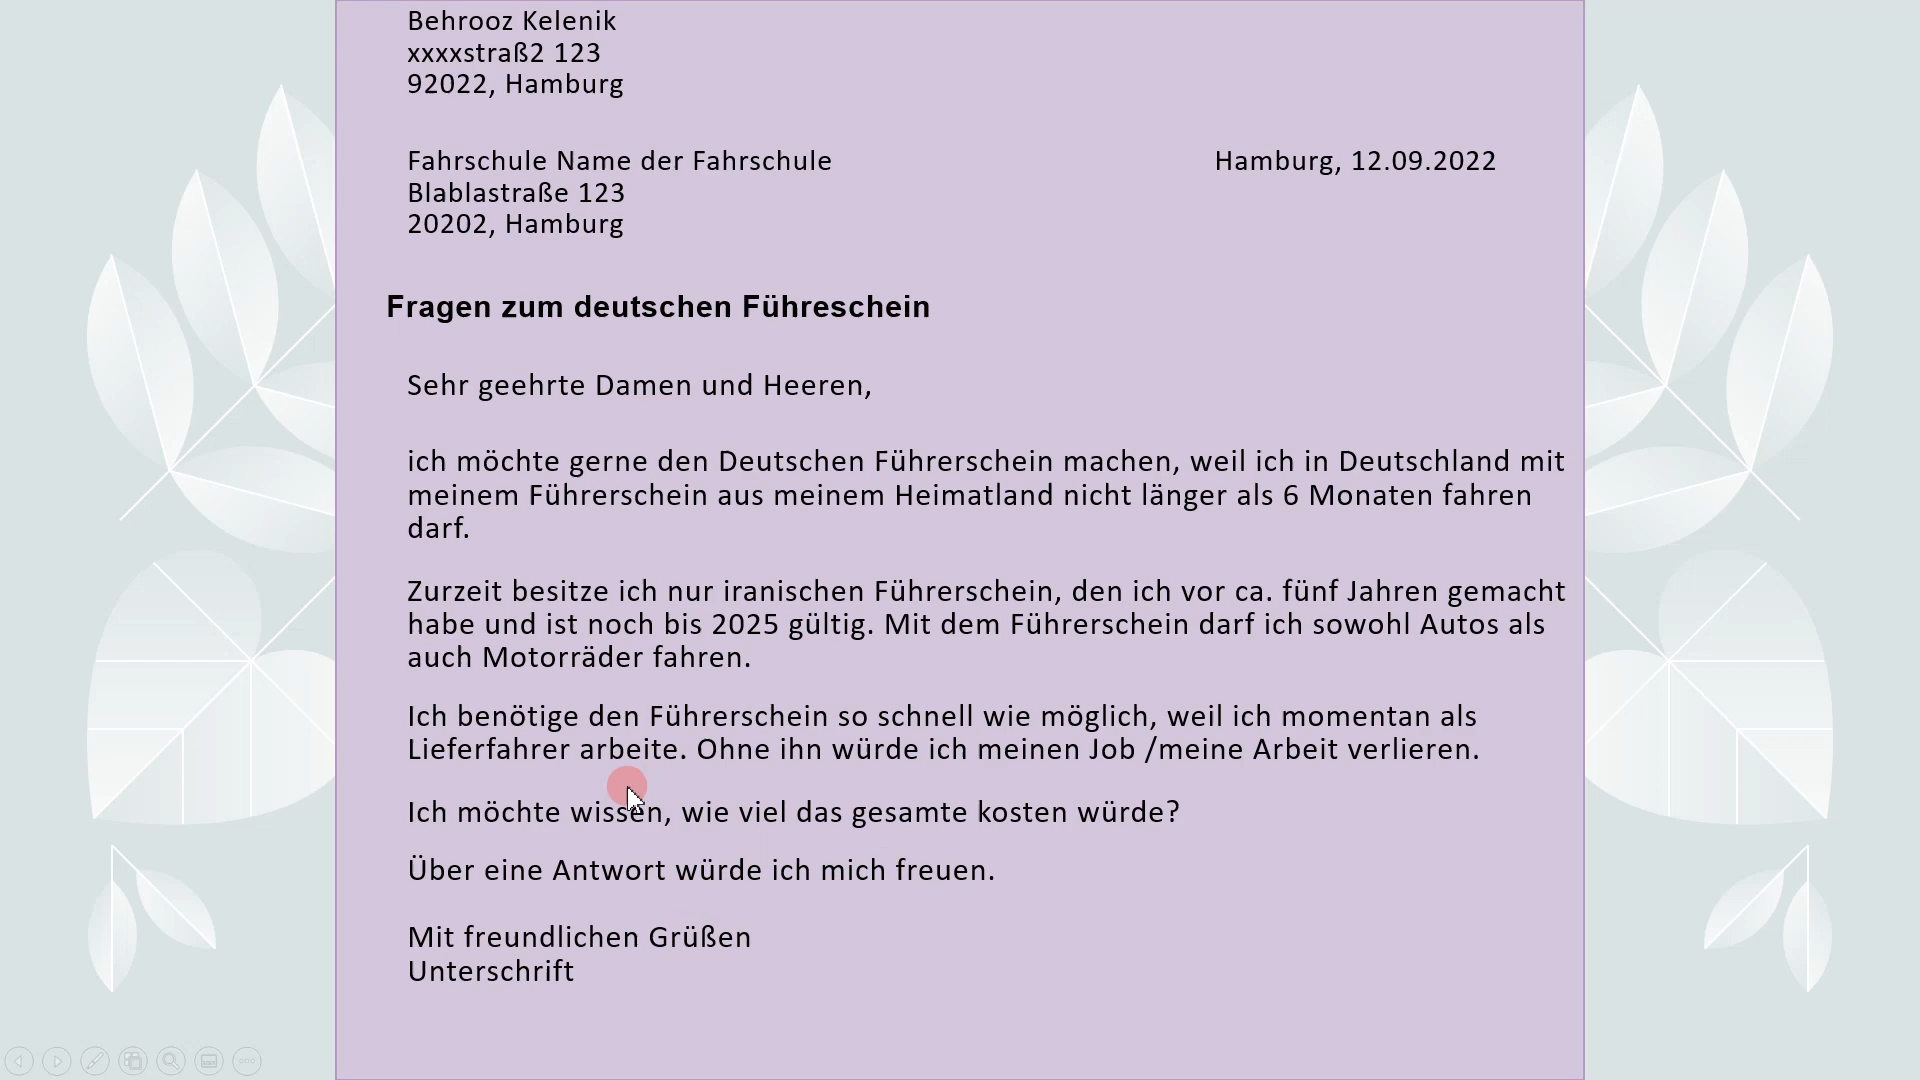 Behrooz Kelenik
xxxxstraß2 123
92022, Hamburg
Fahrschule Name der Fahrschule
Hamburg, 12.09.2022
Blablastraße 123
20202, Hamburg
Fragen zum deutschen Führeschein
Sehr geehrte Damen und Heeren,
ich möchte gerne den Deutschen Führerschein machen, weil ich in Deutschland mit
meinem Führerschein aus meinem Heimatland nicht länger als 6 Monaten fahren
darf.
Zurzeit besitze ich nur iranischen Führerschein, den ich vor ca. fünf Jahren gemacht
habe und ist noch bis 2025 gültig. Mit dem Führerschein darf ich sowohl Autos als
auch Motorräder fahren.
Ich benötige den Führerschein so schnell wie möglich, weil ich momentan als
Lieferfahrer arbeite. Ohne ihn würde ich meinen Job /meine Arbeit verlieren.
Ich möchte wissen, wie viel das gesamte kosten würde?
Über eine Antwort würde ich mich freuen.
Mit freundlichen Grüßen
Unterschrift